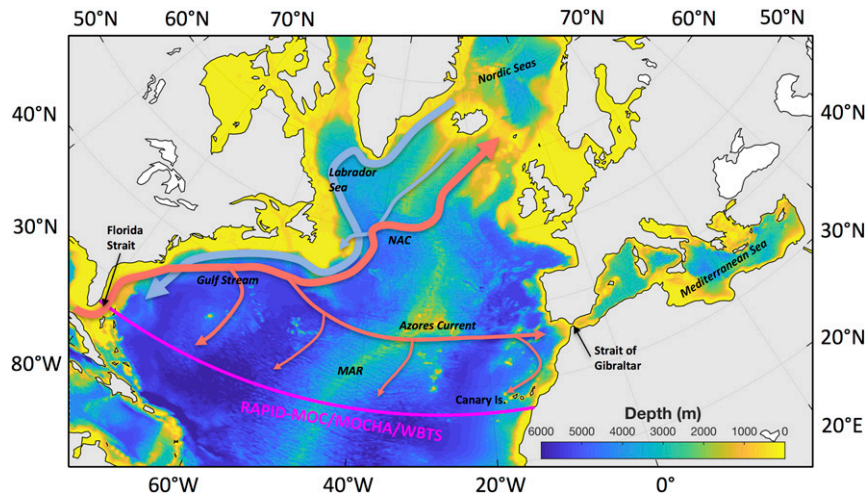 50°N 60°N 70°N 70°N 60°N 50°N
Nordic Seas
40°N
40°N
Labrador
Sea
Florida
Strait
30°N
30°N
NAC
Mediterranean Sea
Gulf Stream
Azores Current
20°N
Strait of
Gibraltar
80°W
MAR
Canary Is.
RAPID-MOC/MOCHA/WBTS
Depth (m)
20°E
6000 5000 4000 3000 2000 1000 0
60°W 40°W 20°W 0°